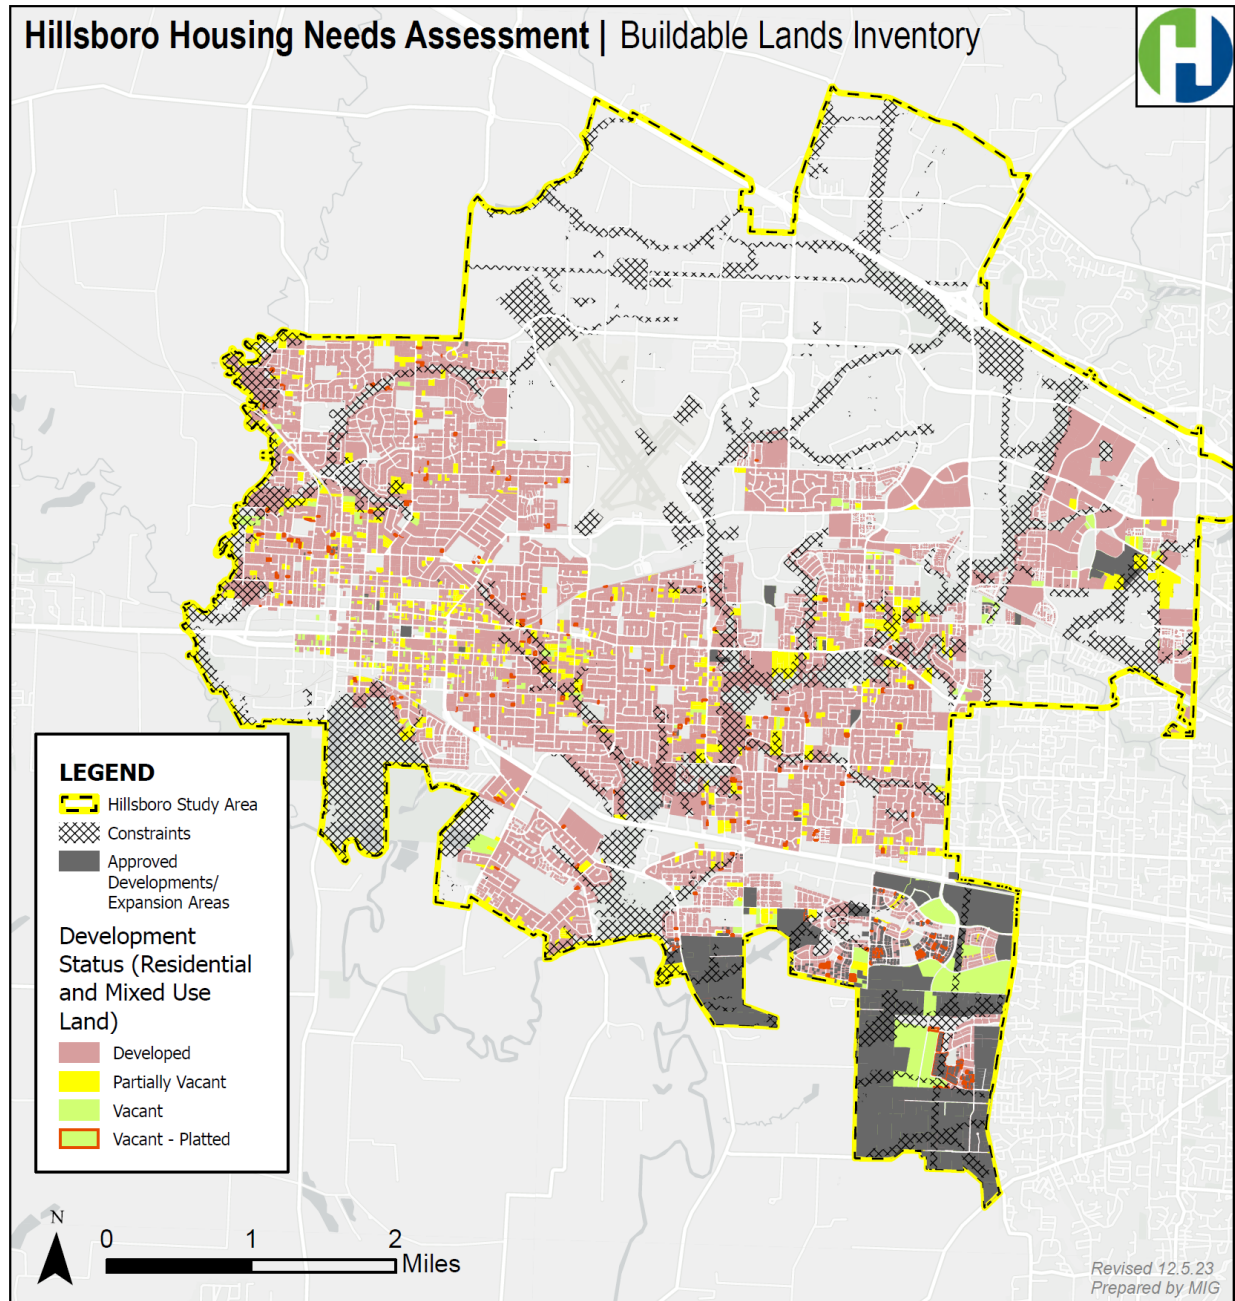 Hillsboro Housing Needs Assessment | Buildable Lands Inventory
H
LEGEND
Hillsboro Study Area
Constraints
Approved
Developments/
Expansion Areas
Development
Status (Residential
and Mixed Use
Land)
Developed
Partially Vacant
Vacant
Vacant - Platted
N
0 1 2
Miles
Revised 12.5.23
Prepared by MIG